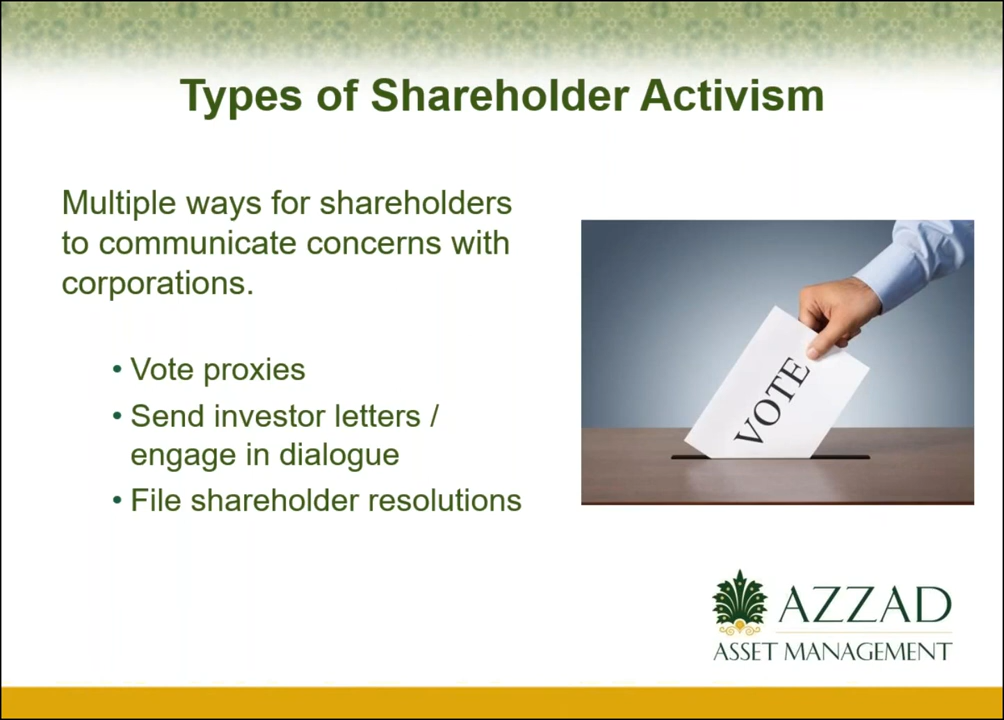 Types of Shareholder Activism
Multiple ways for shareholders
to communicate concerns with
corporations.
• Vote proxies
• Send investor letters /
engage in dialogue
• File shareholder resolutions
VOTE
AZZAD
ASSET MANAGEMENT